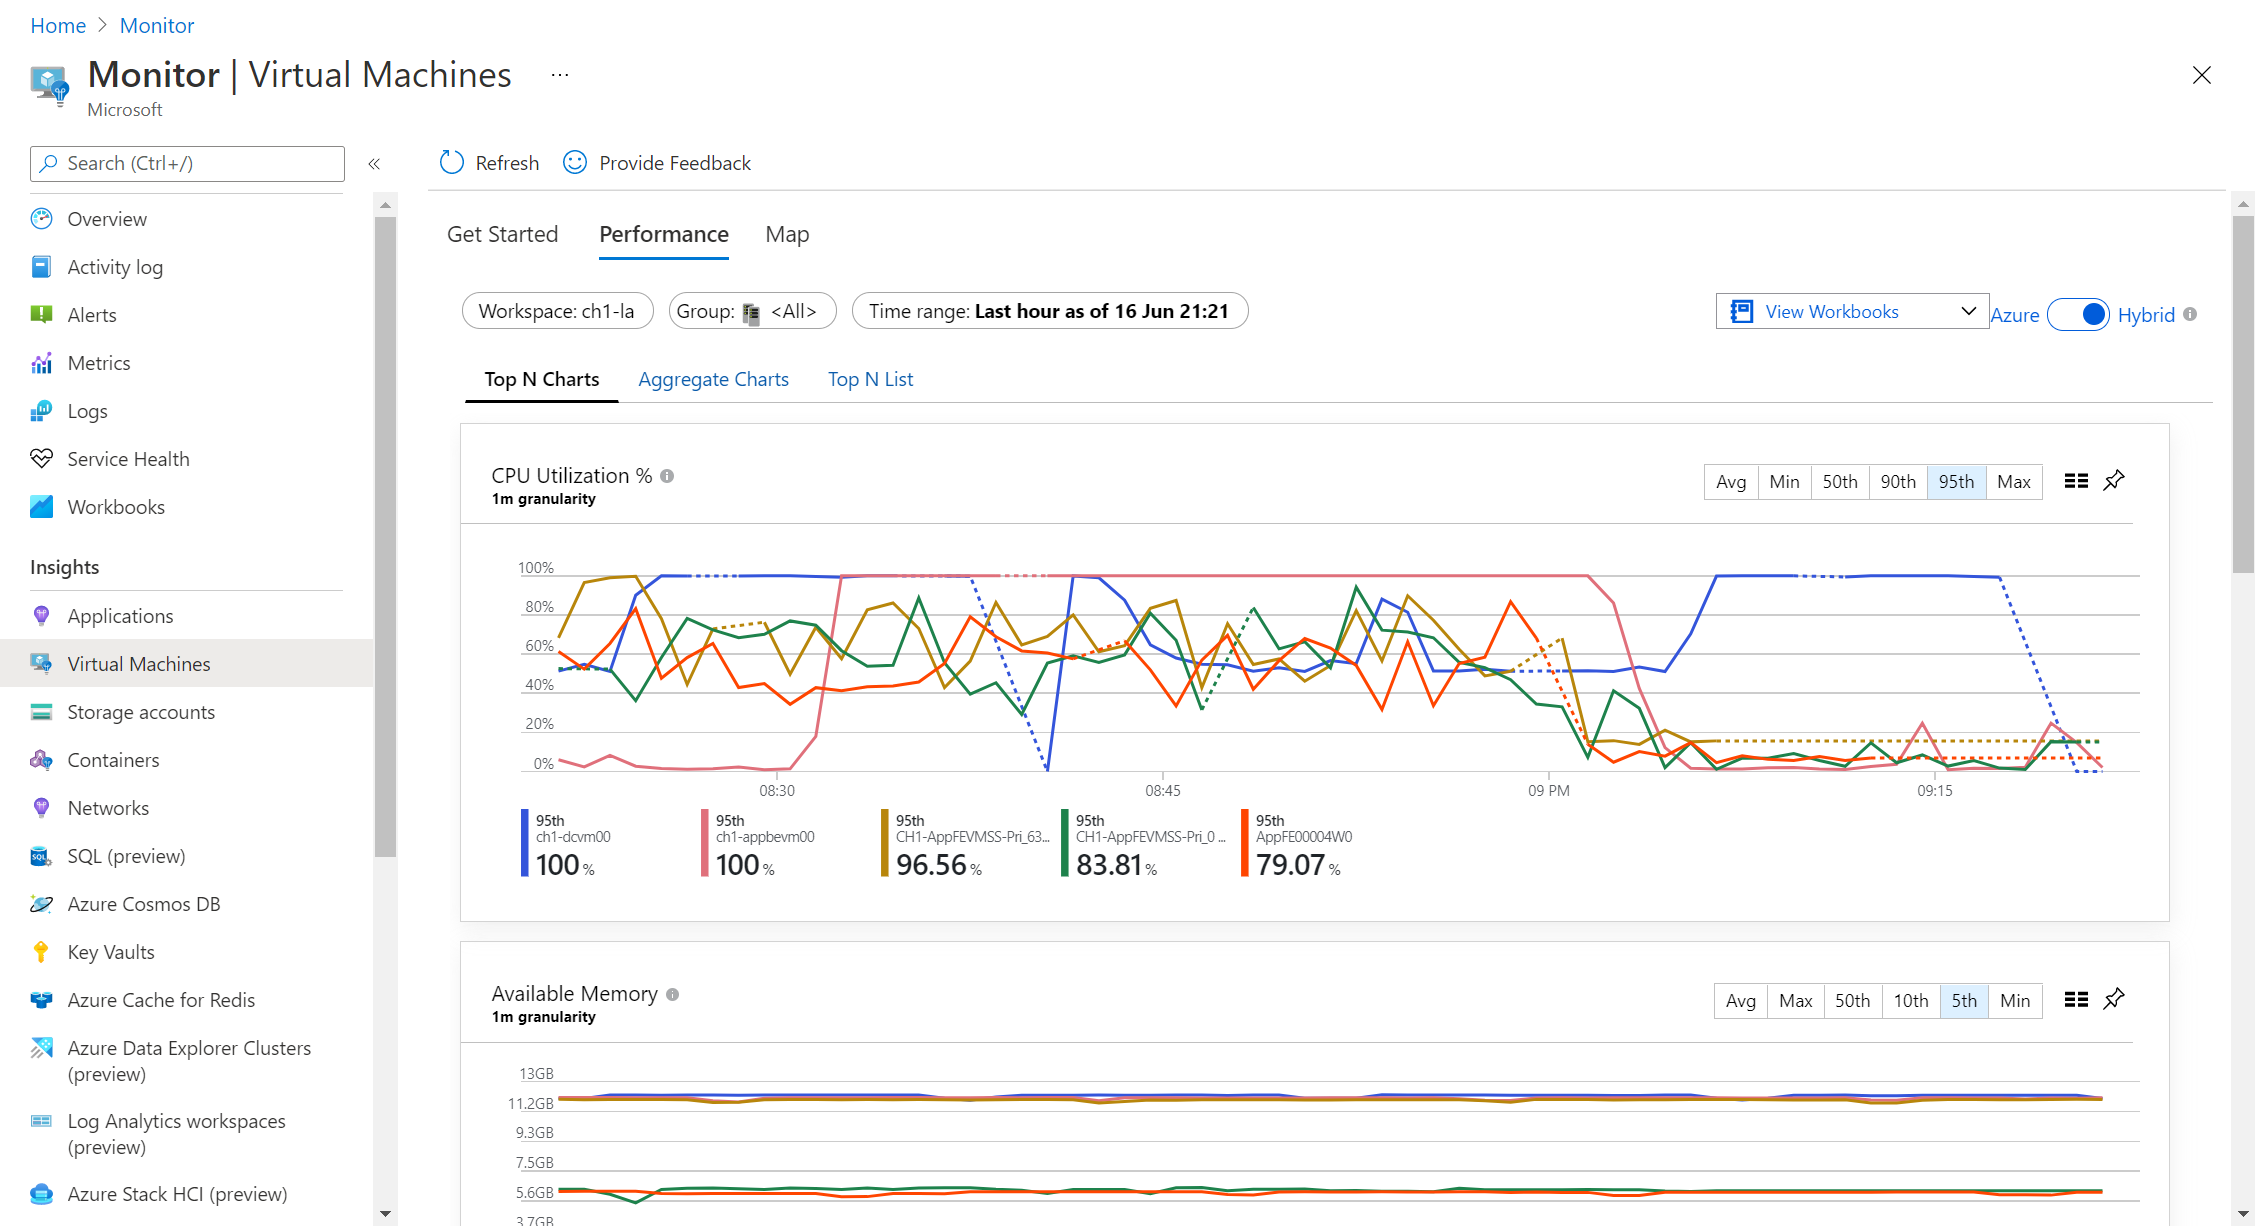 Home > Monitor
Monitor | Virtual Machines ...
Microsoft
Search (Ctrl+/)
«
Overview
Activity log
Alerts
Metrics
Logs
Service Health
Workbooks
Insights
Applications
Virtual Machines
Storage accounts
Containers
Networks
SQL (preview)
Azure Cosmos DB
Key Vaults
Azure Cache for Redis
Azure Data Explorer Clusters
(preview)
Log Analytics workspaces
(preview)
Azure Stack HCI (preview)
Refresh Provide Feedback
Get Started Performance Map
Workspace: ch1-la Group: <All> Time range: Last hour as of 16 Jun 21:21
View Workbooks Azure Hybrid
Top N Charts Aggregate Charts Top N List
CPU Utilization %
1m granularity
Avg Min 50th 90th 95th Max
100%
80%
60%
40%
20%
0%
08:30 08:45 09 PM 09:15
95th
ch1-dcvm00
100 %
95th
ch1-appbevm00
100 %
95th
CH1-AppFEVMSS-Pri_63...
96.56 %
95th
CH1-AppFEVMSS-Pri_0 ...
83.81 %
95th
AppFE00004W0
79.07 %
Available Memory
1m granularity
Avg Max 50th 10th 5th Min
13GB
11.2GB
9.3GB
7.5GB
5.6GB
3.7GB